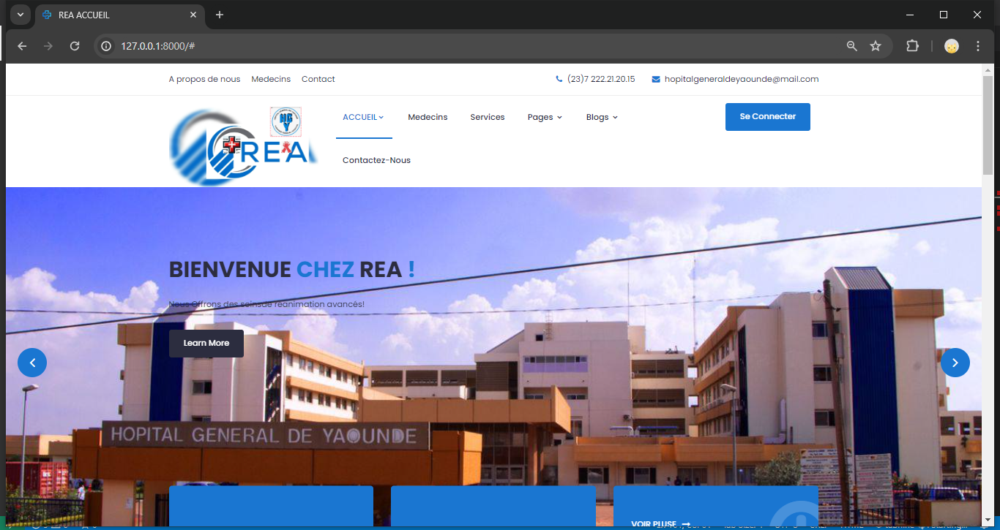 REA ACCUEIL
127.0.0.1:8000/#
A propos de nous Medecins Contact (23)7 222.21.20.15 hopitalgeneraldeyaounde@mail.com
REA
HG
Y
ACCUEIL Medecins Services Pages Blogs Se Connecter
Contactez-Nous
BIENVENUE CHEZ REA !
Nous Offrons des soinsde réanimation avancés!
Learn More
HOPITAL GENERAL DE YAOUNDE
VOIR PLUSE